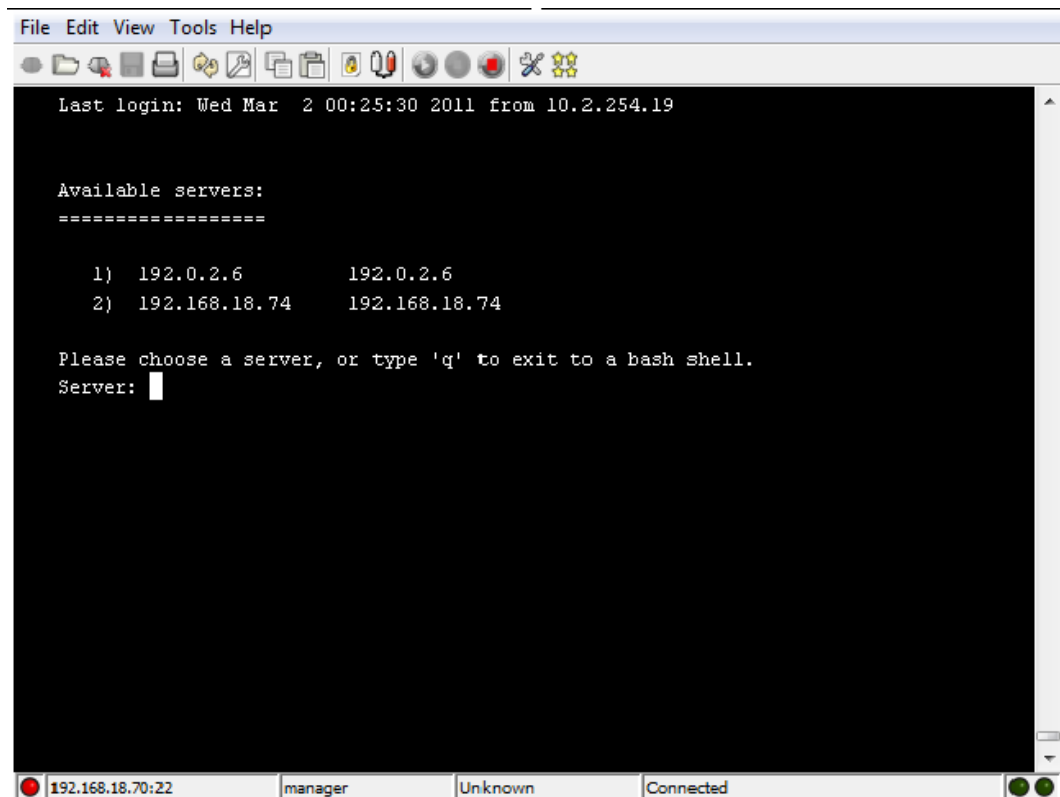 File Edit View Tools Help
Last login: Wed Mar  2 00:25:30 2011 from 10.2.254.19
Available servers:
==================
1)  192.0.2.6         192.0.2.6
2)  192.168.18.74     192.168.18.74
Please choose a server, or type 'q' to exit to a bash shell.
Server:
192.168.18.70:22 manager Unknown Connected